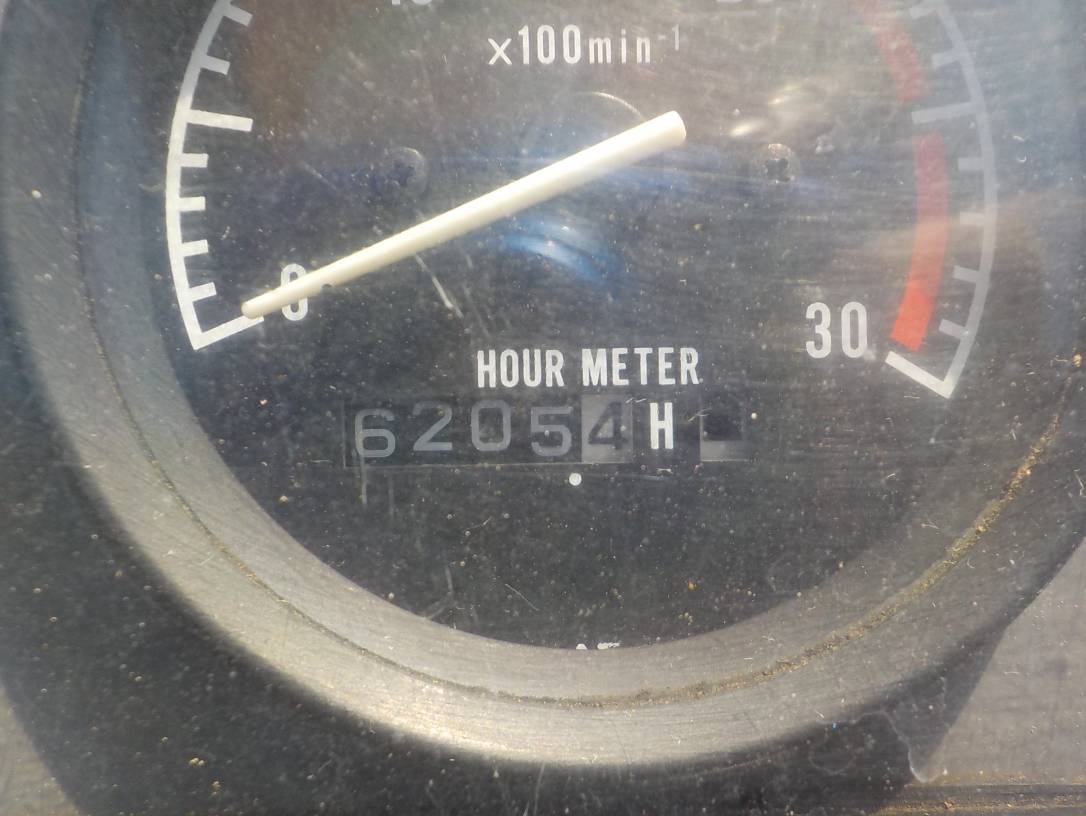 x100min-1
0
30
HOUR METER
62054 H